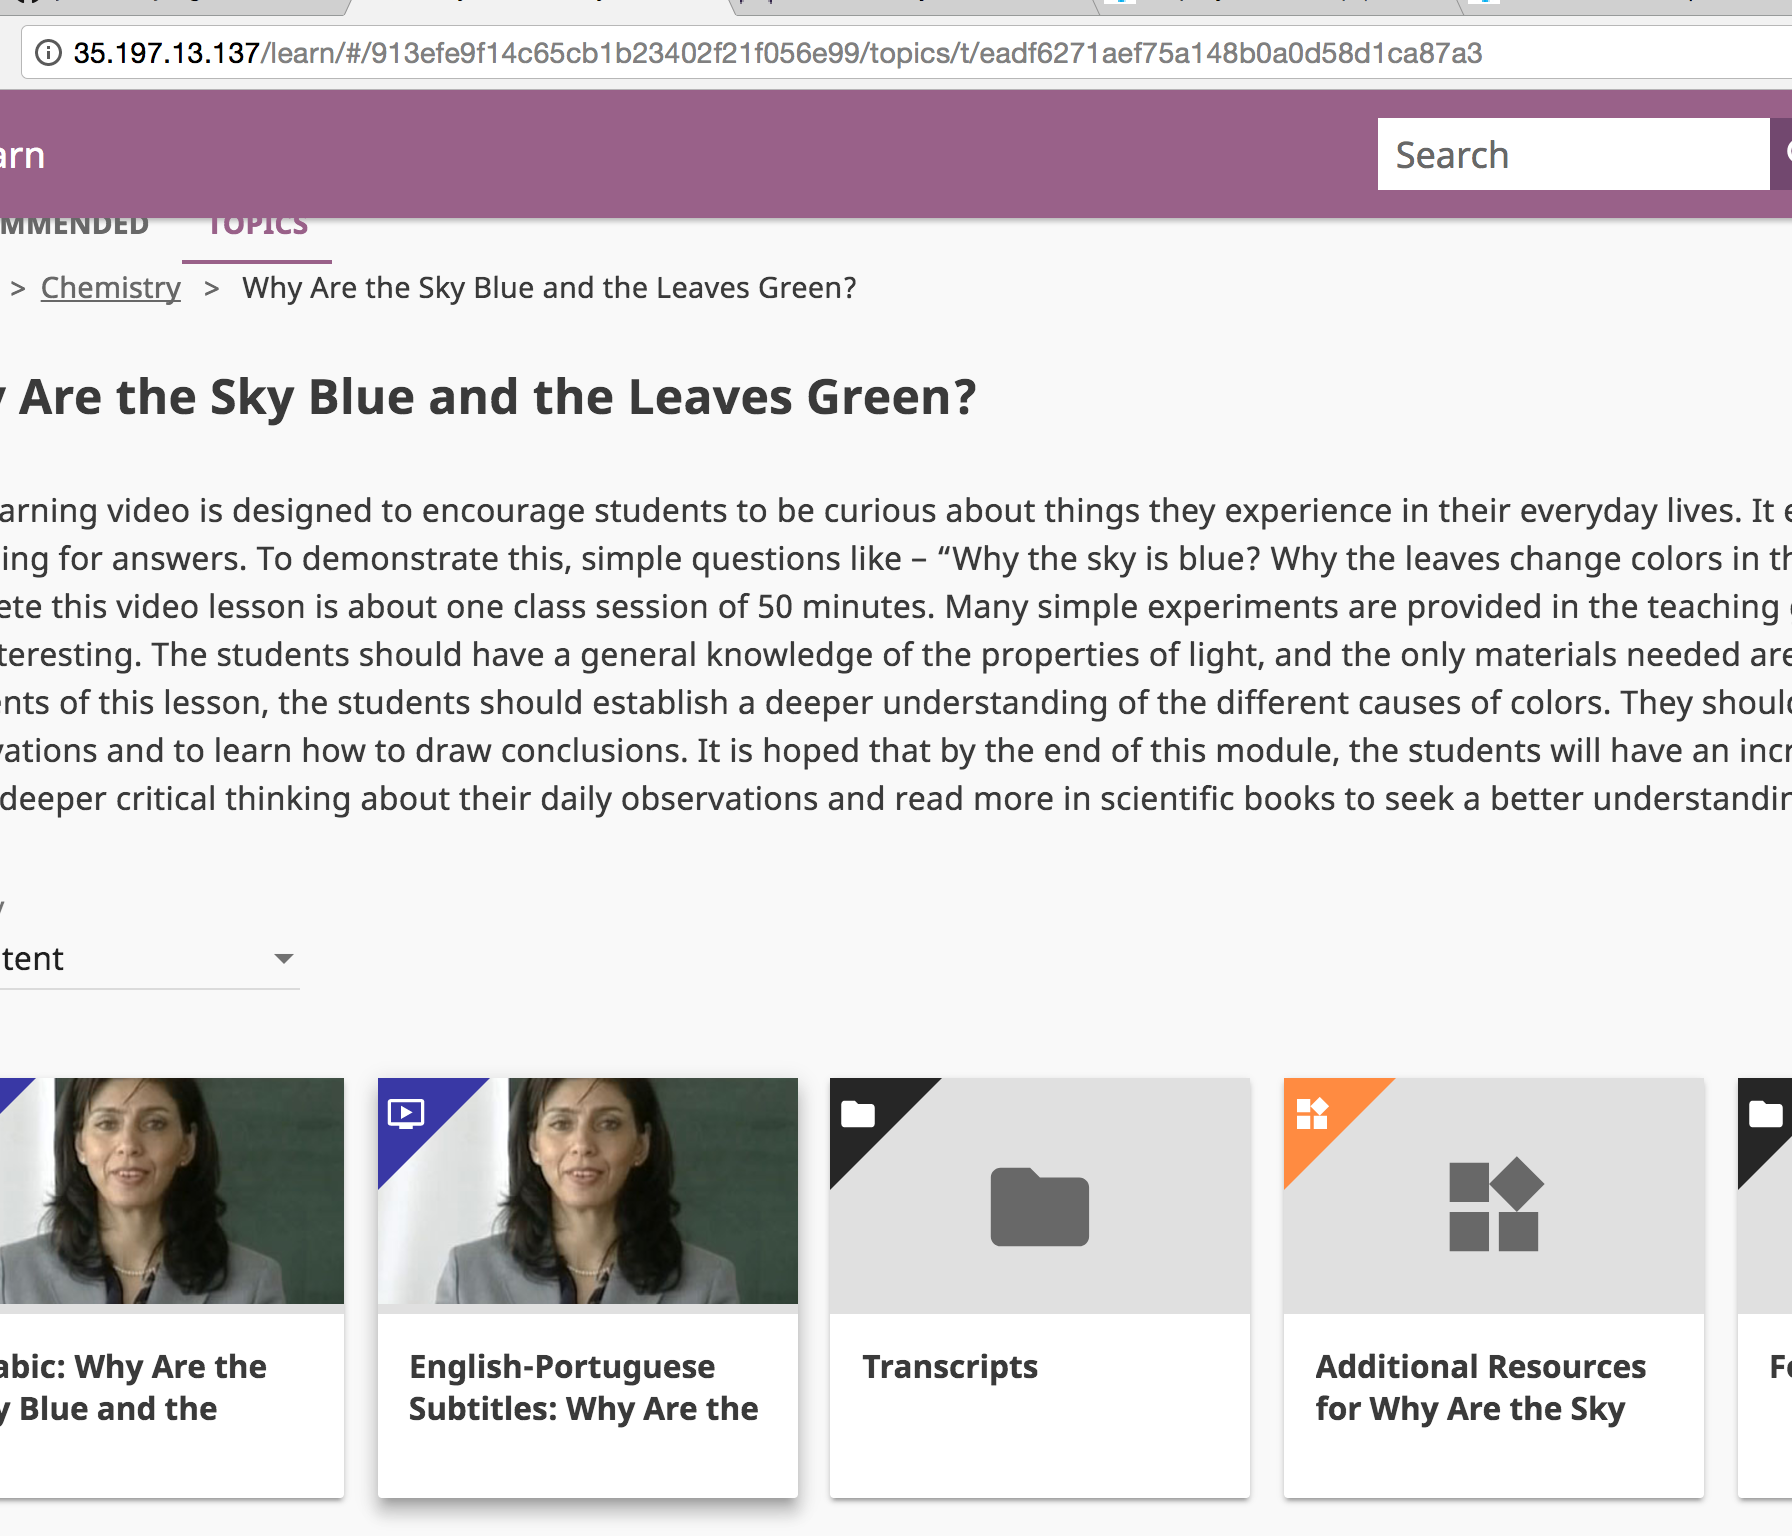 35.197.13.137/learn/#/913efe9f14c65cb1b23402f21f056e99/topics/t/eadf6271aef75a148b0a0d58d1ca87a3
arn
Search
MMENDED TOPICS
> Chemistry > Why Are the Sky Blue and the Leaves Green?
y Are the Sky Blue and the Leaves Green?
arning video is designed to encourage students to be curious about things they experience in their everyday lives. It e
ing for answers. To demonstrate this, simple questions like – “Why the sky is blue? Why the leaves change colors in th
ete this video lesson is about one class session of 50 minutes. Many simple experiments are provided in the teaching
teresting. The students should have a general knowledge of the properties of light, and the only materials needed are
ents of this lesson, the students should establish a deeper understanding of the different causes of colors. They should
vations and to learn how to draw conclusions. It is hoped that by the end of this module, the students will have an incr
deeper critical thinking about their daily observations and read more in scientific books to seek a better understandin
y
tent
abic: Why Are the
y Blue and the
English-Portuguese
Subtitles: Why Are the
Transcripts
Additional Resources
for Why Are the Sky
Fo